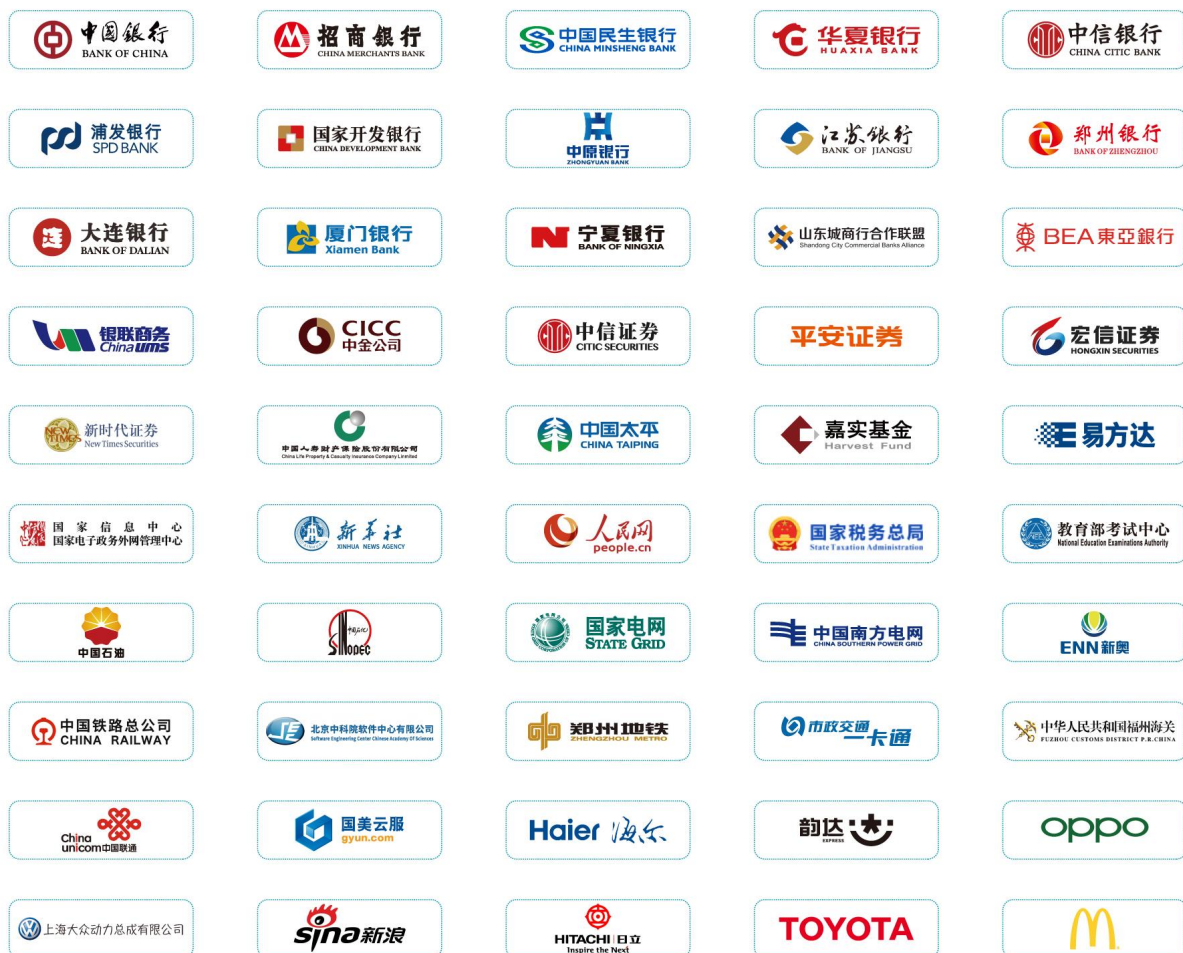 中国銀行
BANK OF CHINA
招商銀行
CHINA MERCHANTS BANK
中国民生银行
CHINA MINSHENG BANK
华夏银行
HUAXIA BANK
中信银行
CHINA CITIC BANK
浦发银行
SPD BANK
国家开发银行
CHINA DEVELOPMENT BANK
中原银行
ZHONGYUAN BANK
江苏银行
BANK OF JIANGSU
郑州银行
BANK OF ZHENGZHOU
连
大连银行
BANK OF DALIAN
厦门银行
Xiamen Bank
宁夏银行
BANK OF NINGXIA
山东城商行合作联盟
Shandong City Commercial Banks Alliance
BEA東亞銀行
银联商务
China ums
CICC
中金公司
中信证券
CITIC SECURITIES
平安证券
宏信证券
HONGXIN SECURITIES
NEW TIMES
新时代证券
New Times Securities
中国人寿财产保险股份有限公司
China Life Property & Casualty Insurance Company Limited
中国太平
CHINA TAIPING
嘉实基金
Harvest Fund
易方达
国家信息中心
国家电子政务外网管理中心
新华社
XINHUA NEWS AGENCY
人民网
people.cn
国家税务总局
State Taxation Administration
教育部考试中心
National Education Examinations Authority
中国石油
中国石化
SINOPEC
国家电网
STATE GRID
中国南方电网
CHINA SOUTHERN POWER GRID
ENN新奥
中国铁路总公司
CHINA RAILWAY
北京中科院软件中心有限公司
Software Engineering Center Chinese Academy Of Sciences
郑州地铁
ZHENGZHOU METRO
市政交通
一卡通
中华人民共和国福州海关
FUZHOU CUSTOMS DISTRICT P.R.CHINA
China
unicom中国联通
国美云服
gyun.com
Haier 海尔
韵达
EXPRESS
oppo
上海大众动力总成有限公司
sina新浪
HITACHI 日立
Inspire the Next
TOYOTA